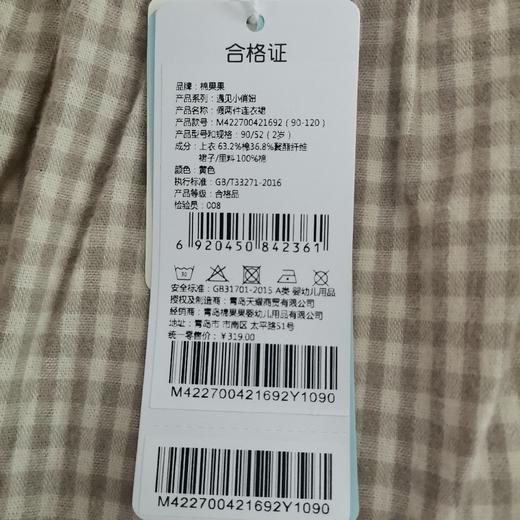 合格证
品牌：棉果果
产品系列：遇见小俏妞
产品名称：假两件连衣裙
产品款号：M422700421692（90-120）
型号和规格：90/52（2岁）
成分：上衣 63.2%棉36.8%聚酯纤维
裙子/里料100%棉
颜色：黄色
执行标准：GB/T33271-2016
产品等级：合格品
检验员：008
6 920450 842361
安全标准：GB31701-2015 A类 婴幼儿用品
授权及制造商：青岛天耀商贸有限公司
经销商：青岛棉果果婴幼儿用品有限公司
地址：青岛市 市南区 太平路51号
统一零售价：￥319.00
M422700421692Y1090
M422700421692Y1090